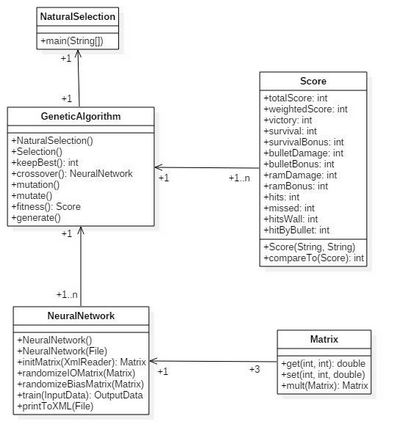 NaturalSelection
+main(String[])
+1
+1
GeneticAlgorithm
+NaturalSelection()
+Selection()
+keepBest(): int
+crossover(): NeuralNetwork
+mutation()
+mutate()
+fitness(): Score
+generate()
+1
+1..n
Score
+totalScore: int
+weightedScore: int
+victory: int
+survival: int
+survivalBonus: int
+bulletDamage: int
+bulletBonus: int
+ramDamage: int
+ramBonus: int
+hits: int
+missed: int
+hitsWall: int
+hitByBullet: int
+Score(String, String)
+compareTo(Score): int
+1
+1..n
NeuralNetwork
+NeuralNetwork()
+NeuralNetwork(File)
+initMatrix(XmlReader): Matrix
+randomizeIOMatrix(Matrix)
+randomizeBiasMatrix(Matrix)
+train(InputData): OutputData
+printToXML(File)
+1
+3
Matrix
+get(int, int): double
+set(int, int, double)
+mult(Matrix): Matrix